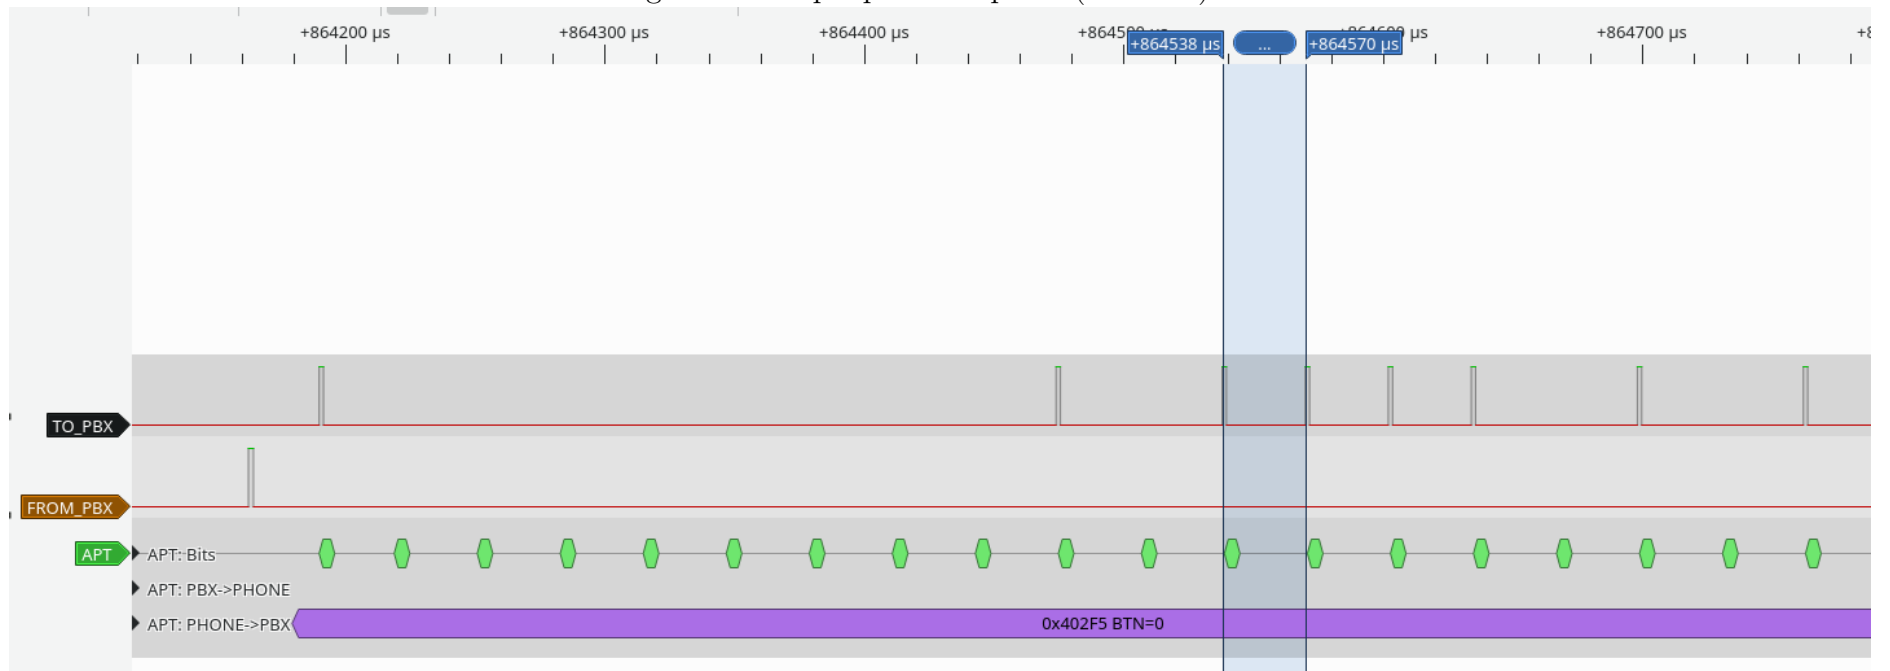 +864200 µs +864300 µs +864400 µs +864700 µs
+864538 µs ... +864570 µs
TO_PBX
FROM_PBX
APT APT: Bits
APT: PBX->PHONE
APT: PHONE->PBX 0x402F5 BTN=0